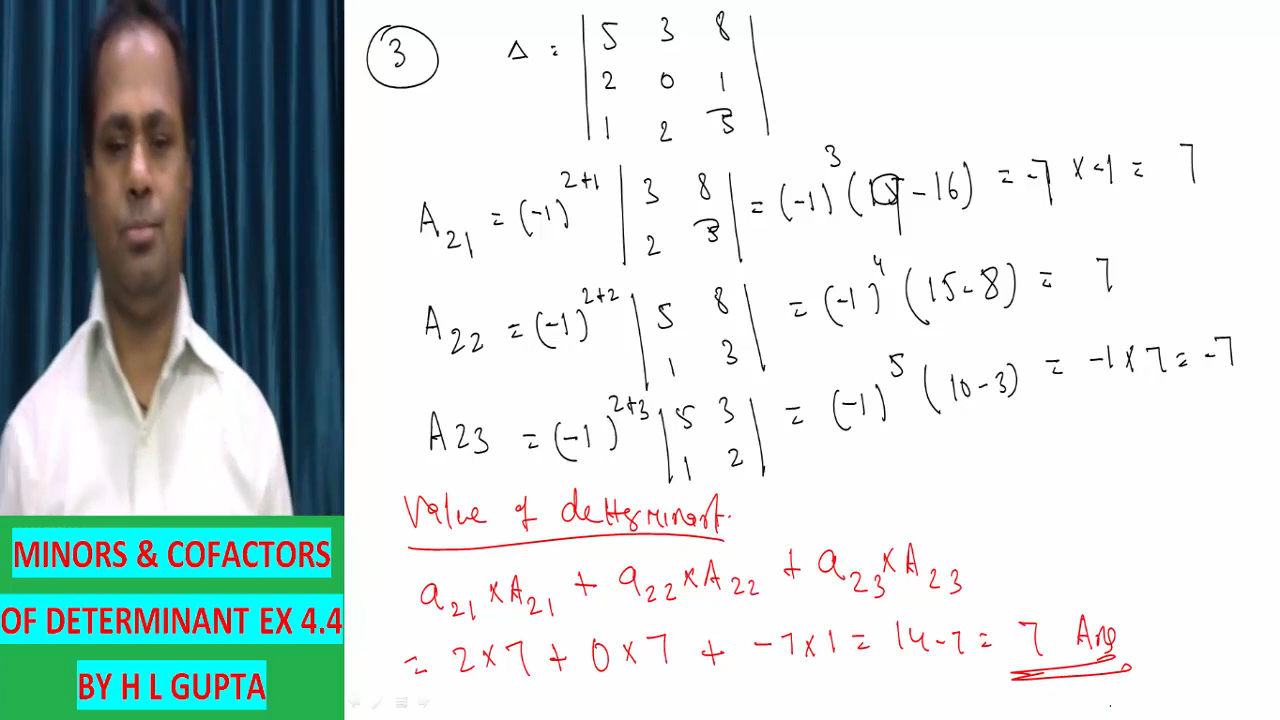 3 Δ = | 5 3 8 |
| 2 0 1 |
| 1 2 3 |
A21 = (-1)^2+1 | 3 8 | = (-1)^3 (15 - 16) = -7 × -1 = 7
| 2 3 |
A22 = (-1)^2+2 | 5 8 | = (-1)^4 (15 - 8) = 7
| 1 3 |
A23 = (-1)^2+3 | 5 3 | = (-1)^5 (10 - 3) = -1 × 7 = -7
| 1 2 |
Value of
a21 × A21 + a22 × A22 + a23 × A23
= 2 × 7 + 0 × 7 + -7 × 1 = 14 - 7 = 7 Ans
MINORS & COFACTORS
OF DETERMINANT EX 4.4
BY H L GUPTA